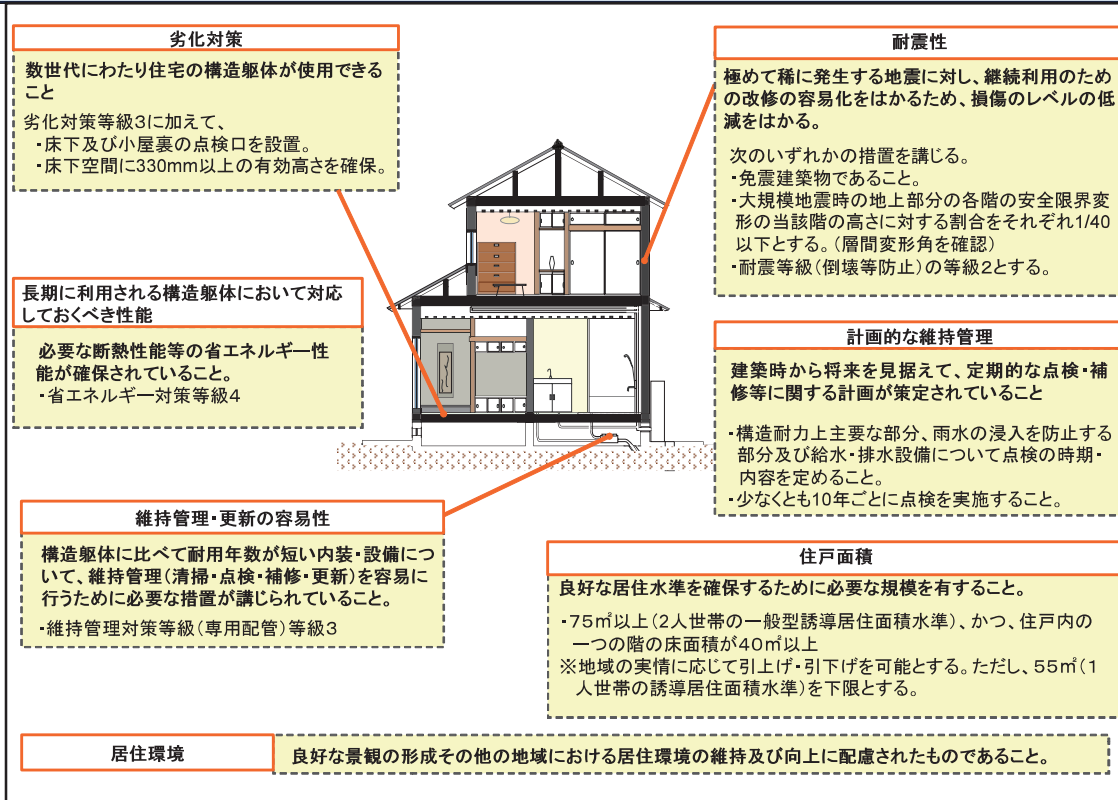 劣化対策
数世代にわたり住宅の構造躯体が使用できる
こと
劣化対策等級3に加えて、
・床下及び小屋裏の点検口を設置。
・床下空間に330mm以上の有効高さを確保。
耐震性
極めて稀に発生する地震に対し、継続利用のため
の改修の容易化をはかるため、損傷のレベルの低
減をはかる。
次のいずれかの措置を講じる。
・免震建築物であること。
・大規模地震時の地上部分の各階の安全限界変
形の当該階の高さに対する割合をそれぞれ1/40
以下とする。(層間変形角を確認)
・耐震等級(倒壊等防止)の等級2とする。
長期に利用される構造躯体において対応
しておくべき性能
必要な断熱性能等の省エネルギー性
能が確保されていること。
・省エネルギー対策等級4
計画的な維持管理
建築時から将来を見据えて、定期的な点検・補
修等に関する計画が策定されていること
・構造耐力上主要な部分、雨水の浸入を防止する
部分及び給水・排水設備について点検の時期・
内容を定めること。
・少なくとも10年ごとに点検を実施すること。
維持管理・更新の容易性
構造躯体に比べて耐用年数が短い内装・設備につ
いて、維持管理(清掃・点検・補修・更新)を容易に
行うために必要な措置が講じられていること。
・維持管理対策等級(専用配管)等級3
住戸面積
良好な居住水準を確保するために必要な規模を有すること。
・75㎡以上(2人世帯の一般型誘導居住面積水準)、かつ、住戸内の
一つの階の床面積が40㎡以上
※地域の実情に応じて引上げ・引下げを可能とする。ただし、55㎡(1
人世帯の誘導居住面積水準)を下限とする。
居住環境
良好な景観の形成その他の地域における居住環境の維持及び向上に配慮されたものであること。